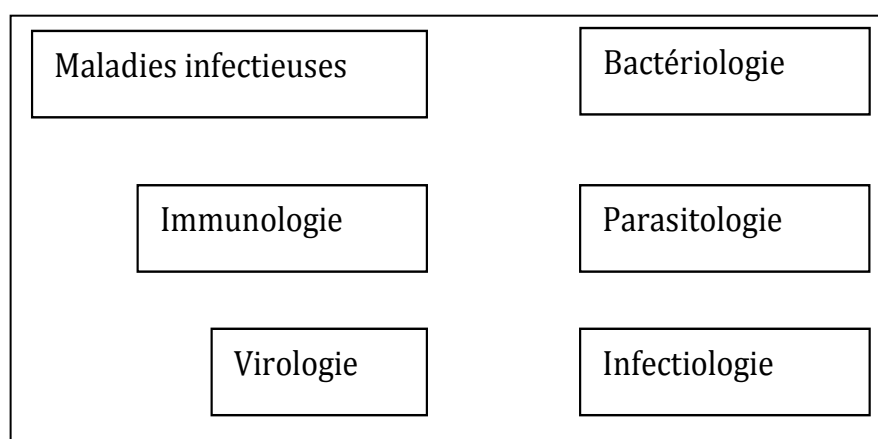 Maladies infectieuses
Bactériologie
Immunologie
Parasitologie
Virologie
Infectiologie